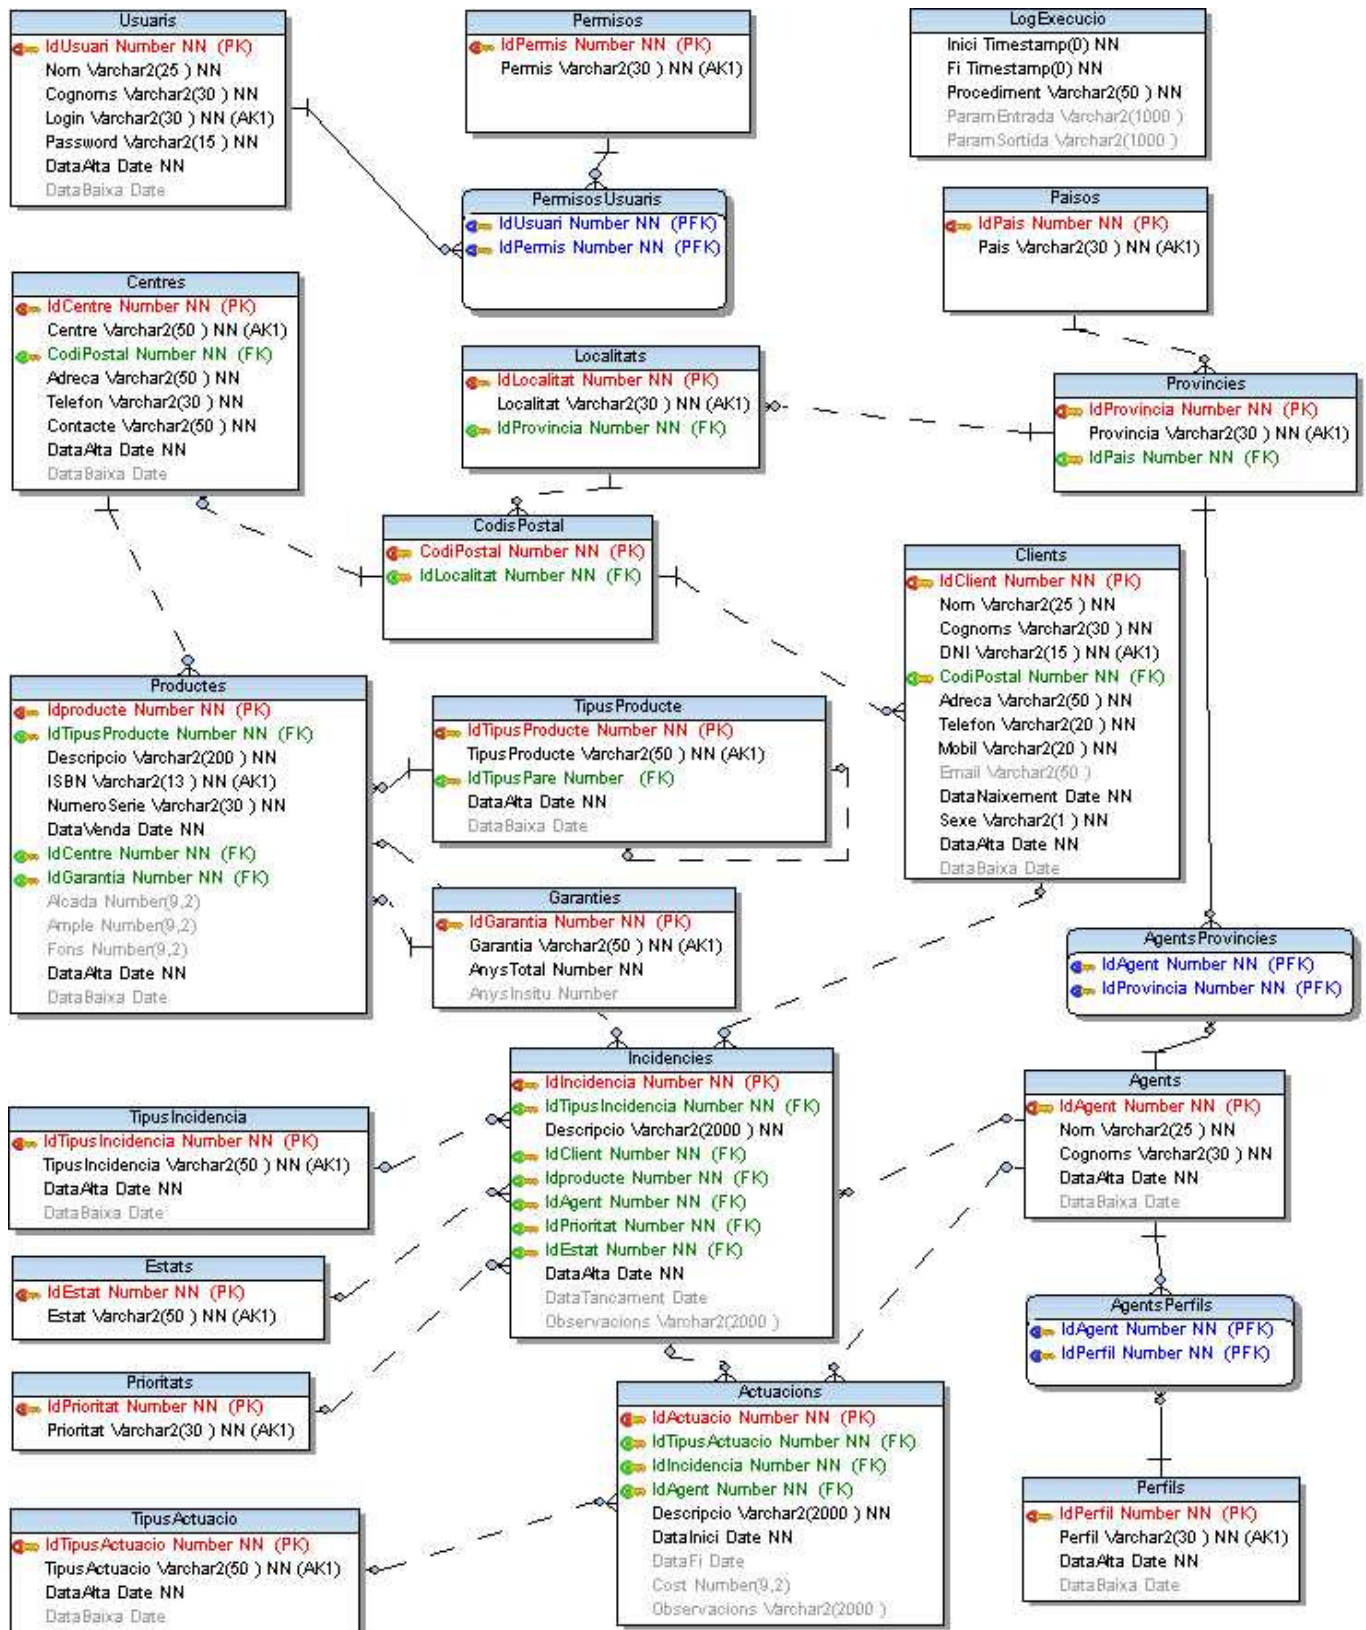 Usuaris
IdUsuari Number NN (PK)
Nom Varchar2(25 ) NN
Cognoms Varchar2(30 ) NN
Login Varchar2(30 ) NN (AK1)
Password Varchar2(15 ) NN
DataAlta Date NN
DataBaixa Date
Permisos
IdPermis Number NN (PK)
Permis Varchar2(30 ) NN (AK1)
LogExecucio
Inici Timestamp(0) NN
Fi Timestamp(0) NN
Procediment Varchar2(50 ) NN
ParamEntrada Varchar2(1000 )
ParamSortida Varchar2(1000 )
PermisosUsuaris
IdUsuari Number NN (PFK)
IdPermis Number NN (PFK)
Paisos
IdPais Number NN (PK)
Pais Varchar2(30 ) NN (AK1)
Centres
IdCentre Number NN (PK)
Centre Varchar2(50 ) NN (AK1)
CodiPostal Number NN (FK)
Adreca Varchar2(50 ) NN
Telefon Varchar2(30 ) NN
Contacte Varchar2(50 ) NN
DataAlta Date NN
DataBaixa Date
Localitats
IdLocalitat Number NN (PK)
Localitat Varchar2(30 ) NN (AK1)
IdProvincia Number NN (FK)
Provincies
IdProvincia Number NN (PK)
Provincia Varchar2(30 ) NN (AK1)
IdPais Number NN (FK)
CodisPostal
CodiPostal Number NN (PK)
IdLocalitat Number NN (FK)
Clients
IdClient Number NN (PK)
Nom Varchar2(25 ) NN
Cognoms Varchar2(30 ) NN
DNI Varchar2(15 ) NN (AK1)
CodiPostal Number NN (FK)
Adreca Varchar2(50 ) NN
Telefon Varchar2(20 ) NN
Mobil Varchar2(20 ) NN
Email Varchar2(50 )
DataNaixement Date NN
Sexe Varchar2(1 ) NN
DataAlta Date NN
DataBaixa Date
Productes
Idproducte Number NN (PK)
IdTipusProducte Number NN (FK)
Descripcio Varchar2(200 ) NN
ISBN Varchar2(13 ) NN (AK1)
NumeroSerie Varchar2(30 ) NN
DataVenda Date NN
IdCentre Number NN (FK)
IdGarantia Number NN (FK)
Alcada Number(9,2)
Ample Number(9,2)
Fons Number(9,2)
DataAlta Date NN
DataBaixa Date
TipusProducte
IdTipusProducte Number NN (PK)
TipusProducte Varchar2(50 ) NN (AK1)
IdTipusPare Number (FK)
DataAlta Date NN
DataBaixa Date
Garanties
IdGarantia Number NN (PK)
Garantia Varchar2(50 ) NN (AK1)
AnysTotal Number NN
AnysInsitu Number
AgentsProvincies
IdAgent Number NN (PFK)
IdProvincia Number NN (PFK)
Incidencies
IdIncidencia Number NN (PK)
IdTipusIncidencia Number NN (FK)
Descripcio Varchar2(2000 ) NN
IdClient Number NN (FK)
Idproducte Number NN (FK)
IdAgent Number NN (FK)
IdPrioritat Number NN (FK)
IdEstat Number NN (FK)
DataAlta Date NN
DataTancament Date
Observacions Varchar2(2000 )
Agents
IdAgent Number NN (PK)
Nom Varchar2(25 ) NN
Cognoms Varchar2(30 ) NN
DataAlta Date NN
DataBaixa Date
TipusIncidencia
IdTipusIncidencia Number NN (PK)
TipusIncidencia Varchar2(50 ) NN (AK1)
DataAlta Date NN
DataBaixa Date
Estats
IdEstat Number NN (PK)
Estat Varchar2(50 ) NN (AK1)
AgentsPerfils
IdAgent Number NN (PFK)
IdPerfil Number NN (PFK)
Prioritats
IdPrioritat Number NN (PK)
Prioritat Varchar2(30 ) NN (AK1)
Actuacions
IdActuacio Number NN (PK)
IdTipusActuacio Number NN (FK)
IdIncidencia Number NN (FK)
IdAgent Number NN (FK)
Descripcio Varchar2(2000 ) NN
DataInici Date NN
DataFi Date
Cost Number(9,2)
Observacions Varchar2(2000 )
Perfils
IdPerfil Number NN (PK)
Perfil Varchar2(30 ) NN (AK1)
DataAlta Date NN
DataBaixa Date
TipusActuacio
IdTipusActuacio Number NN (PK)
TipusActuacio Varchar2(50 ) NN (AK1)
DataAlta Date NN
DataBaixa Date